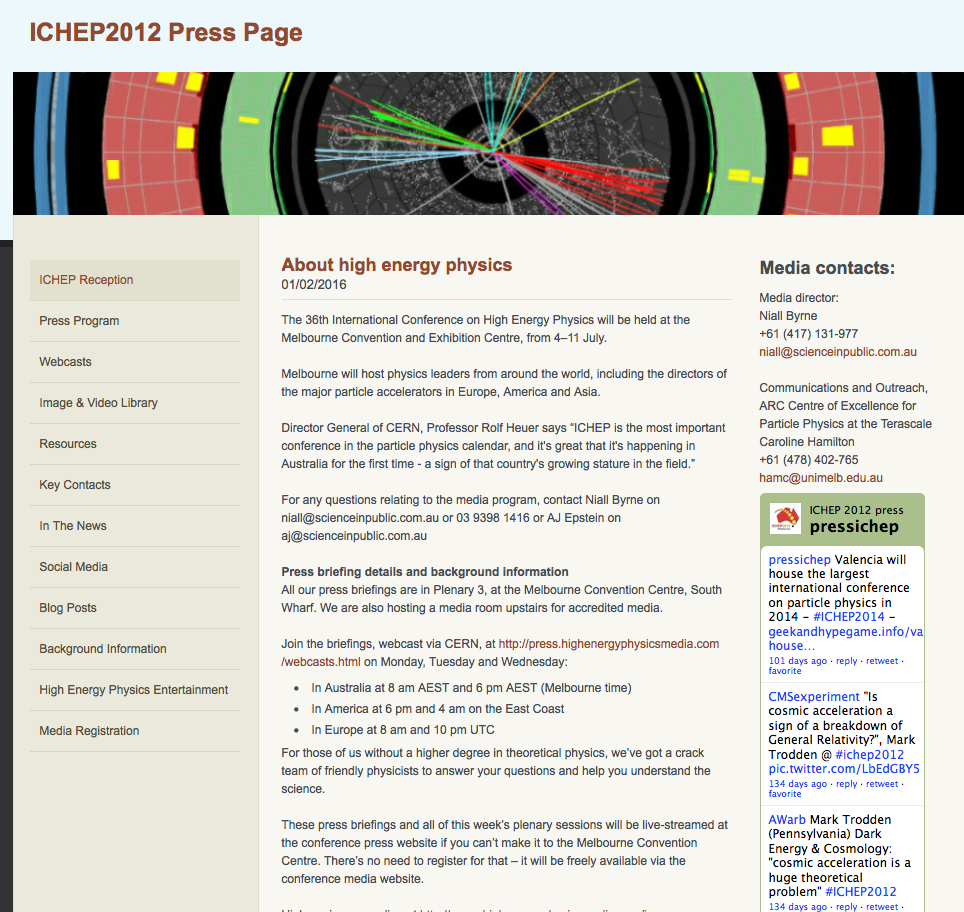 ICHEP2012 Press Page
ICHEP Reception
Press Program
Webcasts
Image & Video Library
Resources
Key Contacts
In The News
Social Media
Blog Posts
Background Information
High Energy Physics Entertainment
Media Registration
About high energy physics
01/02/2016
The 36th International Conference on High Energy Physics will be held at the
Melbourne Convention and Exhibition Centre, from 4–11 July.
Melbourne will host physics leaders from around the world, including the directors of
the major particle accelerators in Europe, America and Asia.
Director General of CERN, Professor Rolf Heuer says “ICHEP is the most important
conference in the particle physics calendar, and it's great that it's happening in
Australia for the first time - a sign of that country's growing stature in the field.”
For any questions relating to the media program, contact Niall Byrne on
niall@scienceinpublic.com.au or 03 9398 1416 or AJ Epstein on
aj@scienceinpublic.com.au
Press briefing details and background information
All our press briefings are in Plenary 3, at the Melbourne Convention Centre, South
Wharf. We are also hosting a media room upstairs for accredited media.
Join the briefings, webcast via CERN, at http://press.highenergyphysicsmedia.com
/webcasts.html on Monday, Tuesday and Wednesday:
• In Australia at 8 am AEST and 6 pm AEST (Melbourne time)
• In America at 6 pm and 4 am on the East Coast
• In Europe at 8 am and 10 pm UTC
For those of us without a higher degree in theoretical physics, we’ve got a crack
team of friendly physicists to answer your questions and help you understand the
science.
These press briefings and all of this week’s plenary sessions will be live-streamed at
the conference press website if you can’t make it to the Melbourne Convention
Centre. There’s no need to register for that – it will be freely available via the
conference media website.
Media contacts:
Media director:
Niall Byrne
+61 (417) 131-977
niall@scienceinpublic.com.au
Communications and Outreach,
ARC Centre of Excellence for
Particle Physics at the Terascale
Caroline Hamilton
+61 (478) 402-765
hamc@unimelb.edu.au
ICHEP 2012 press
pressichep
pressichep Valencia will
house the largest
international conference
on particle physics in
2014 – #ICHEP2014 –
geekandhypegame.info/va
house…
101 days ago · reply · retweet ·
favorite
CMSexperiment "Is
cosmic acceleration a
sign of a breakdown of
General Relativity?", Mark
Trodden @ #ichep2012
pic.twitter.com/LbEdGBY5
134 days ago · reply · retweet ·
favorite
AWarb Mark Trodden
(Pennsylvania) Dark
Energy & Cosmology:
"cosmic acceleration is a
huge theoretical
problem" #ICHEP2012
134 days ago · reply · retweet ·